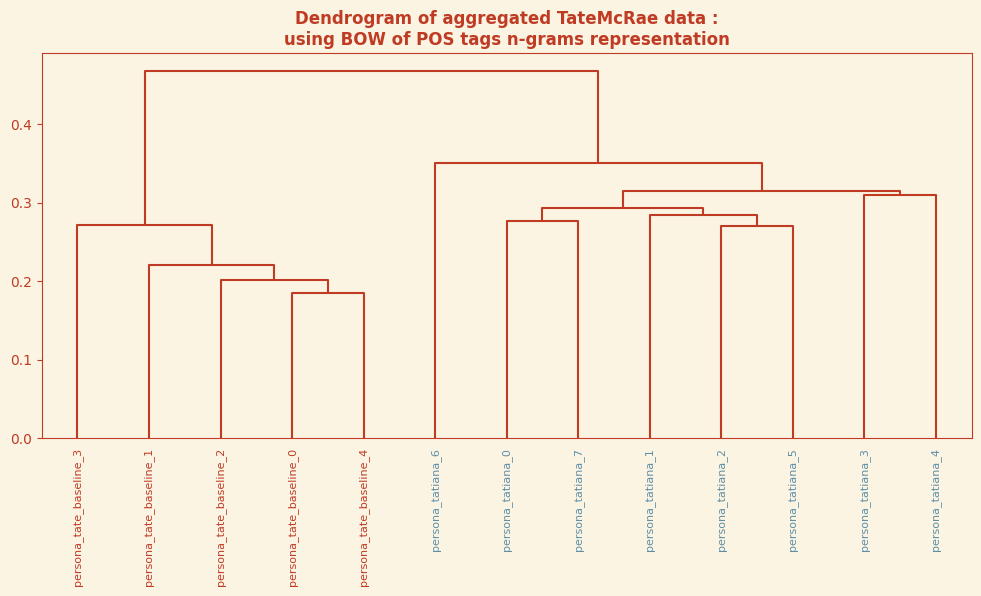 Dendrogram of aggregated TateMcRae data :
using BOW of POS tags n-grams representation
0.4
0.3
0.2
0.1
0.0
persona_tate_baseline_3
persona_tate_baseline_1
persona_tate_baseline_2
persona_tate_baseline_0
persona_tate_baseline_4
persona_tatiana_6
persona_tatiana_0
persona_tatiana_7
persona_tatiana_1
persona_tatiana_2
persona_tatiana_5
persona_tatiana_3
persona_tatiana_4